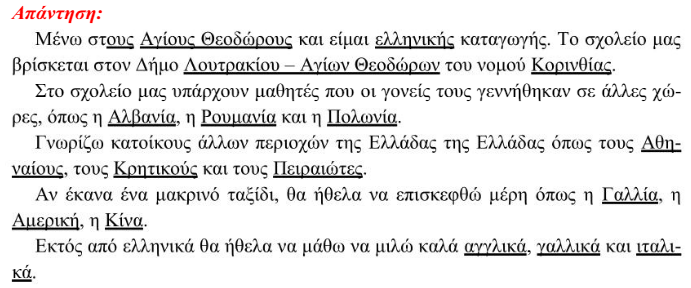 Απάντηση:
Μένω στους Αγίους Θεοδώρους και είμαι ελληνικής καταγωγής. Το σχολείο μας
βρίσκεται στον Δήμο Λουτρακίου – Αγίων Θεοδώρων του νομού Κορινθίας.
Στο σχολείο μας υπάρχουν μαθητές που οι γονείς τους γεννήθηκαν σε άλλες χώ-
ρες, όπως η Αλβανία, η Ρουμανία και η Πολωνία.
Γνωρίζω κατοίκους άλλων περιοχών της Ελλάδας της Ελλάδας όπως τους Αθη-
ναίους, τους Κρητικούς και τους Πειραιώτες.
Αν έκανα ένα μακρινό ταξίδι, θα ήθελα να επισκεφθώ μέρη όπως η Γαλλία, η
Αμερική, η Κίνα.
Εκτός από ελληνικά θα ήθελα να μάθω να μιλώ καλά αγγλικά, γαλλικά και ιταλι-
κά.